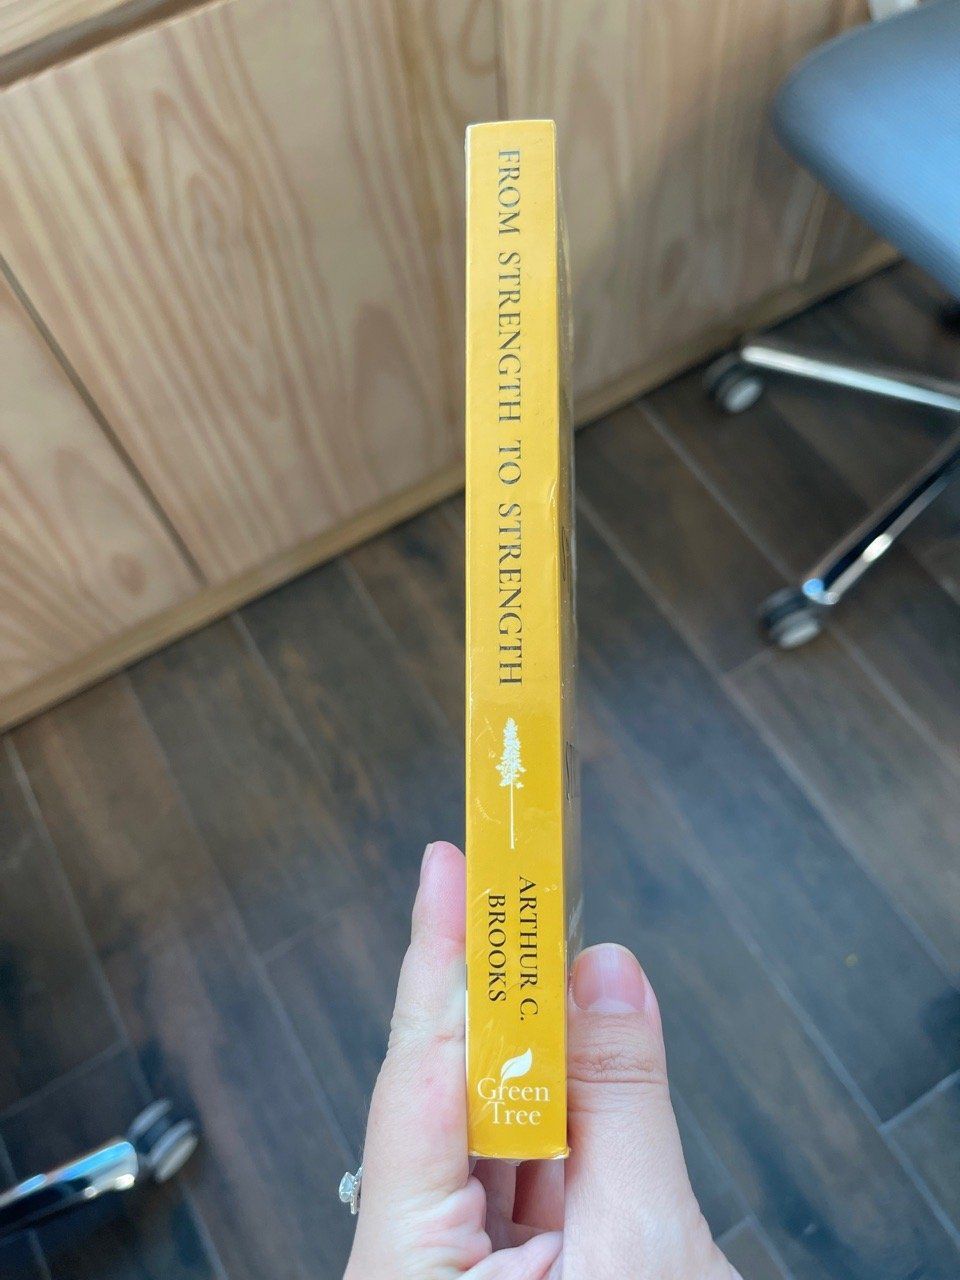 FROM STRENGTH TO STRENGTH
ARTHUR C.
BROOKS
Green
Tree